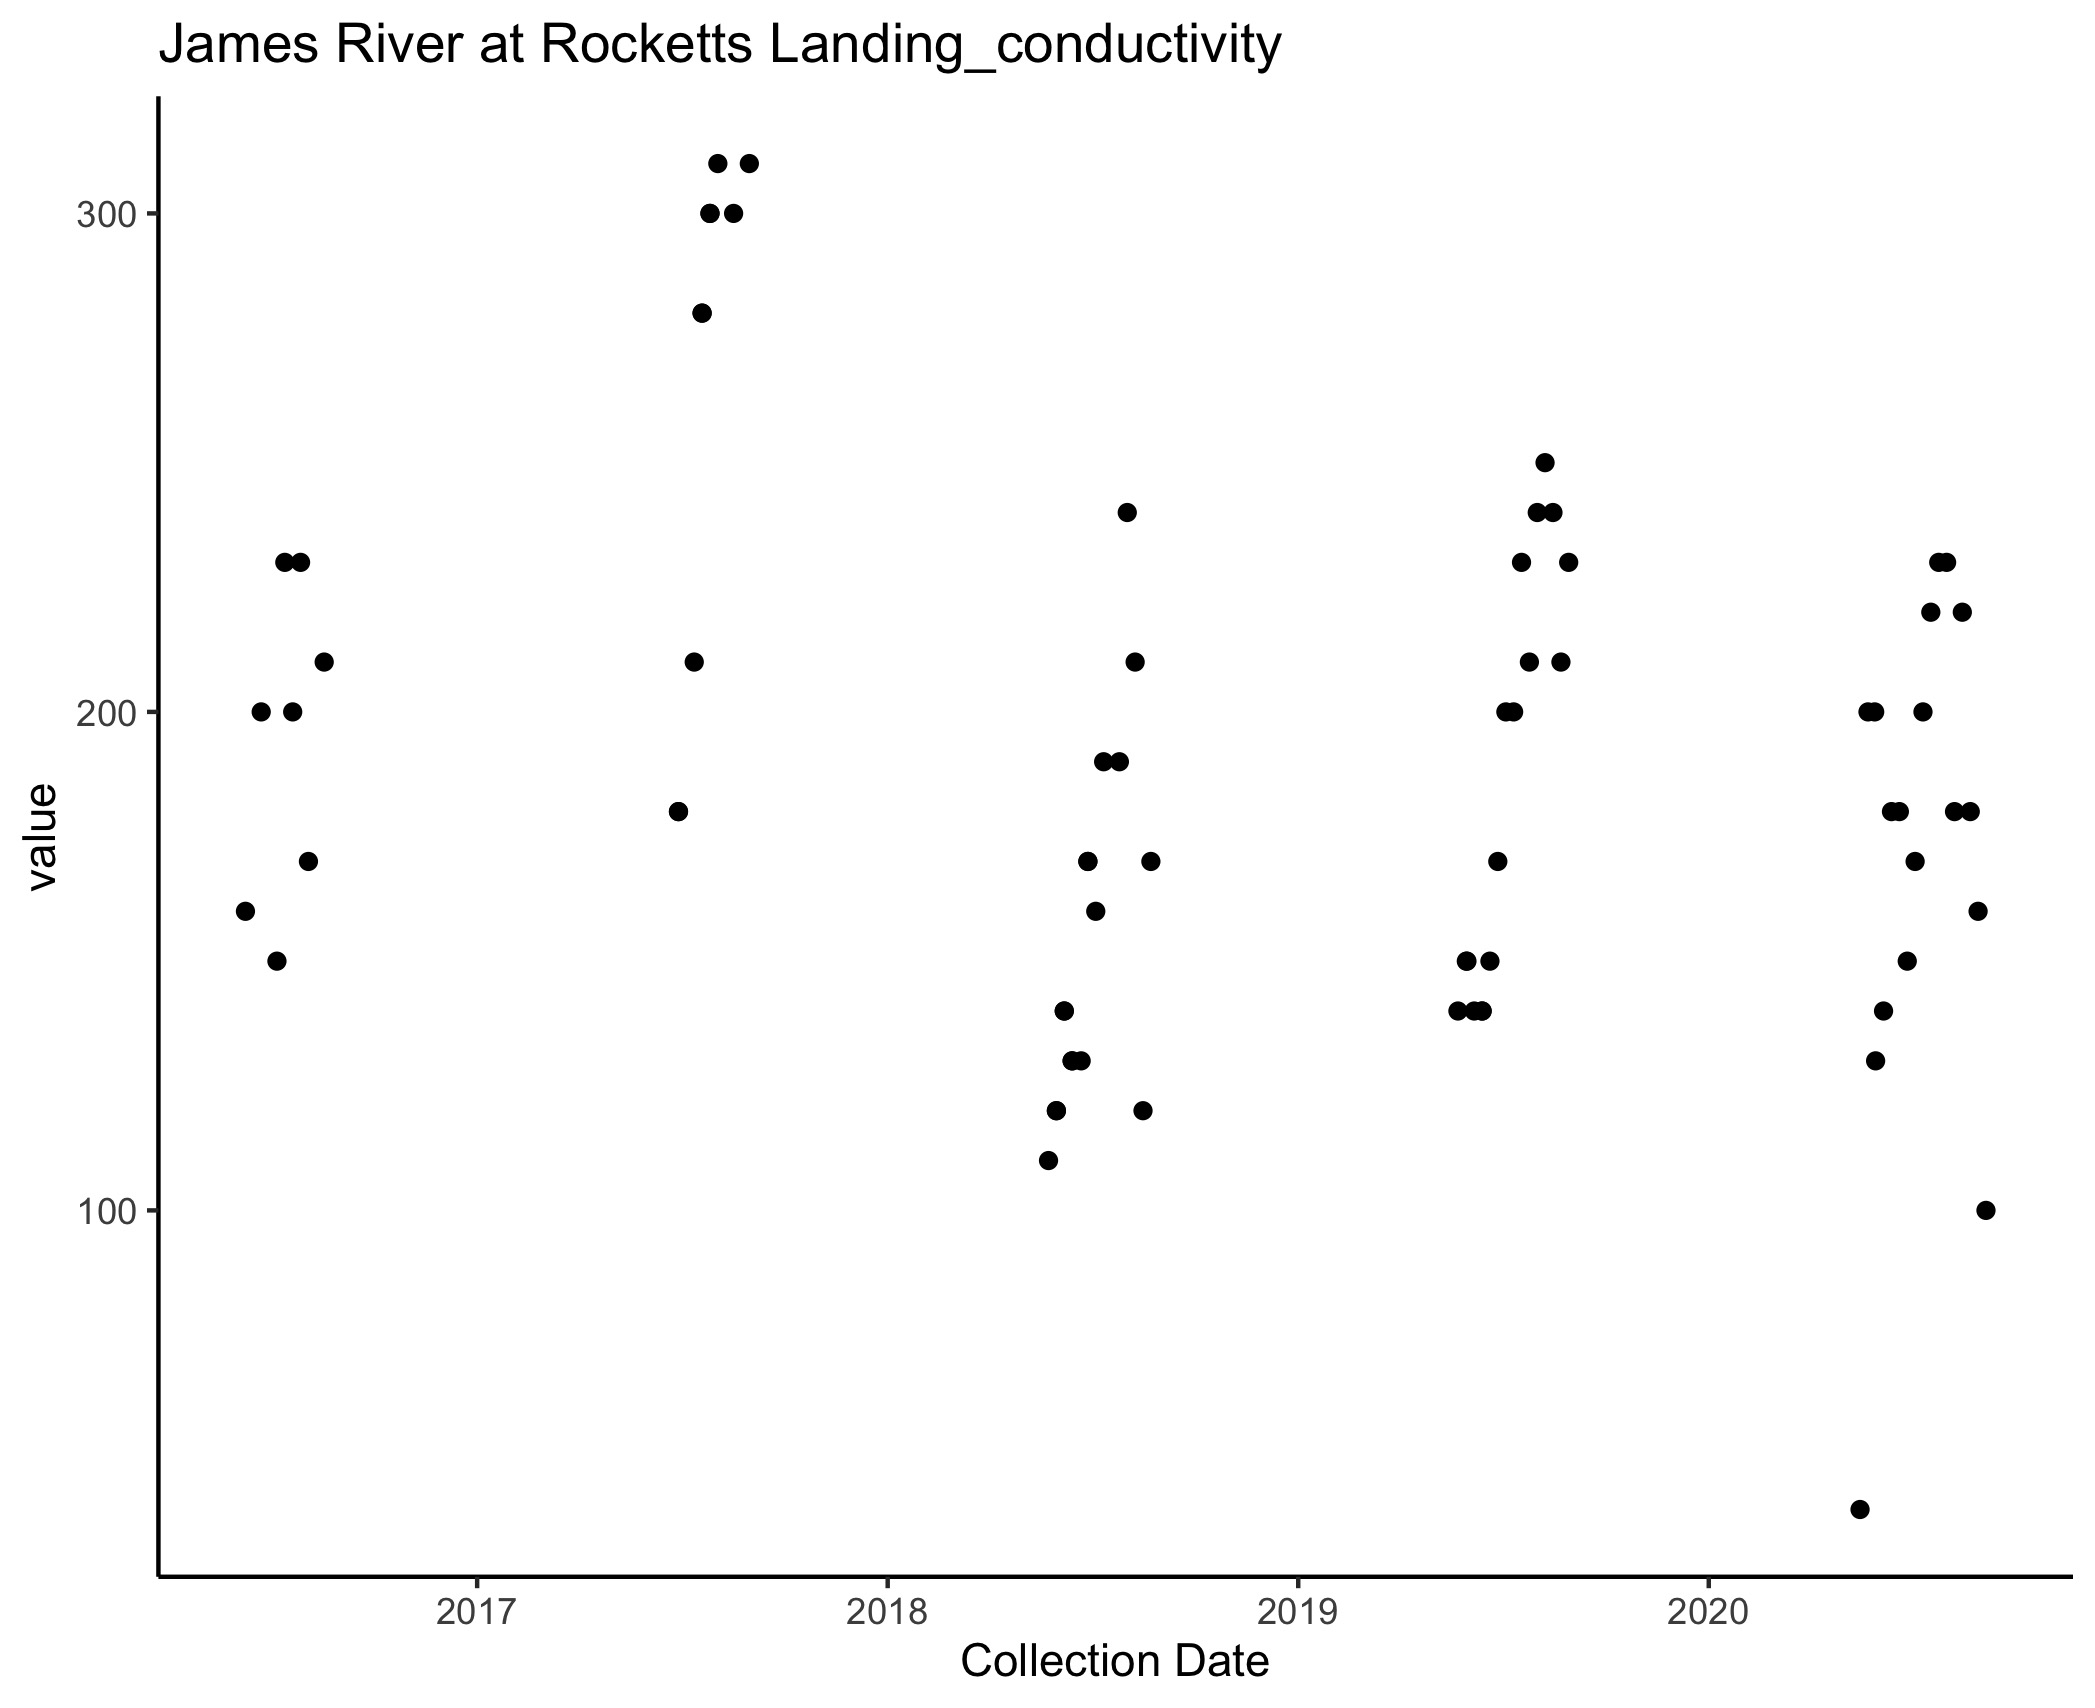 James River at Rocketts Landing_conductivity
300
200
100
value
2017 2018 2019 2020
Collection Date